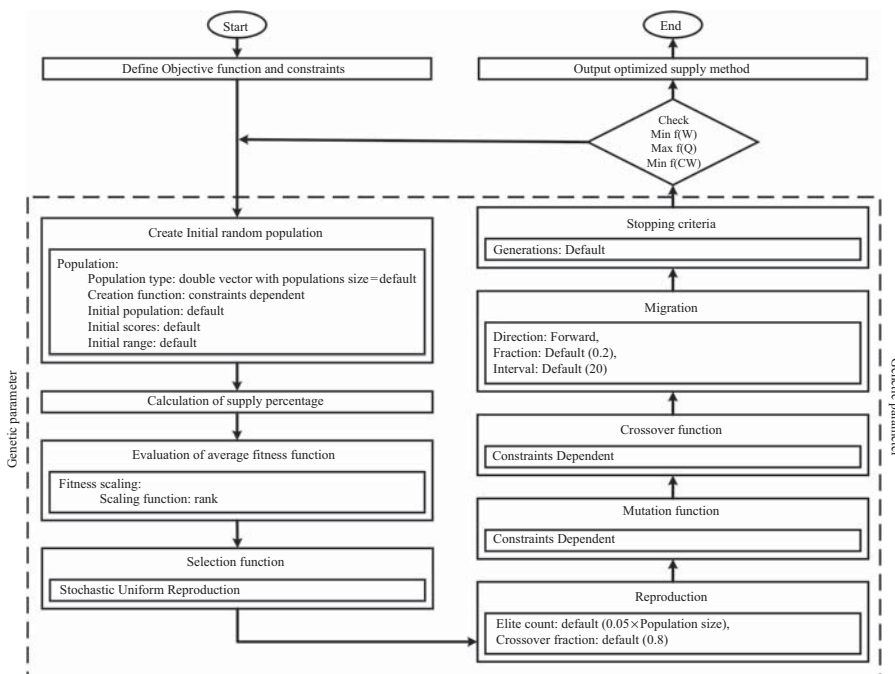 Start
Define Objective function and constraints
End
Output optimized supply method
Check
Min f(W)
Max f(Q)
Min f(CW)
Create Initial random population
Population:
Population type: double vector with populations size=default
Creation function: constraints dependent
Initial population: default
Initial scores: default
Initial range: default
Calculation of supply percentage
Evaluation of average fitness function
Fitness scaling:
Scaling function: rank
Selection function
Stochastic Uniform Reproduction
Stopping criteria
Generations: Default
Migration
Direction: Forward,
Fraction: Default (0.2),
Interval: Default (20)
Crossover function
Constraints Dependent
Mutation function
Constraints Dependent
Reproduction
Elite count: default (0.05×Population size),
Crossover fraction: default (0.8)
Genetic parameter
Genetic parameter